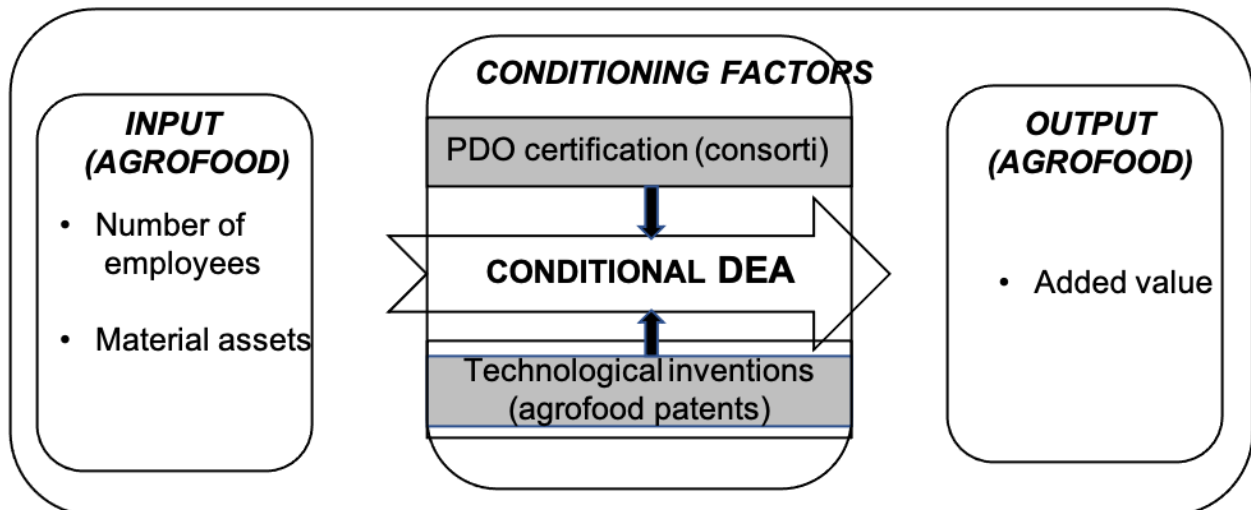 INPUT
(AGROFOOD)
• Number of
employees
• Material assets
CONDITIONING FACTORS
PDO certification (consorti)
CONDITIONAL DEA
Technological inventions
(agrofood patents)
OUTPUT
(AGROFOOD)
• Added value